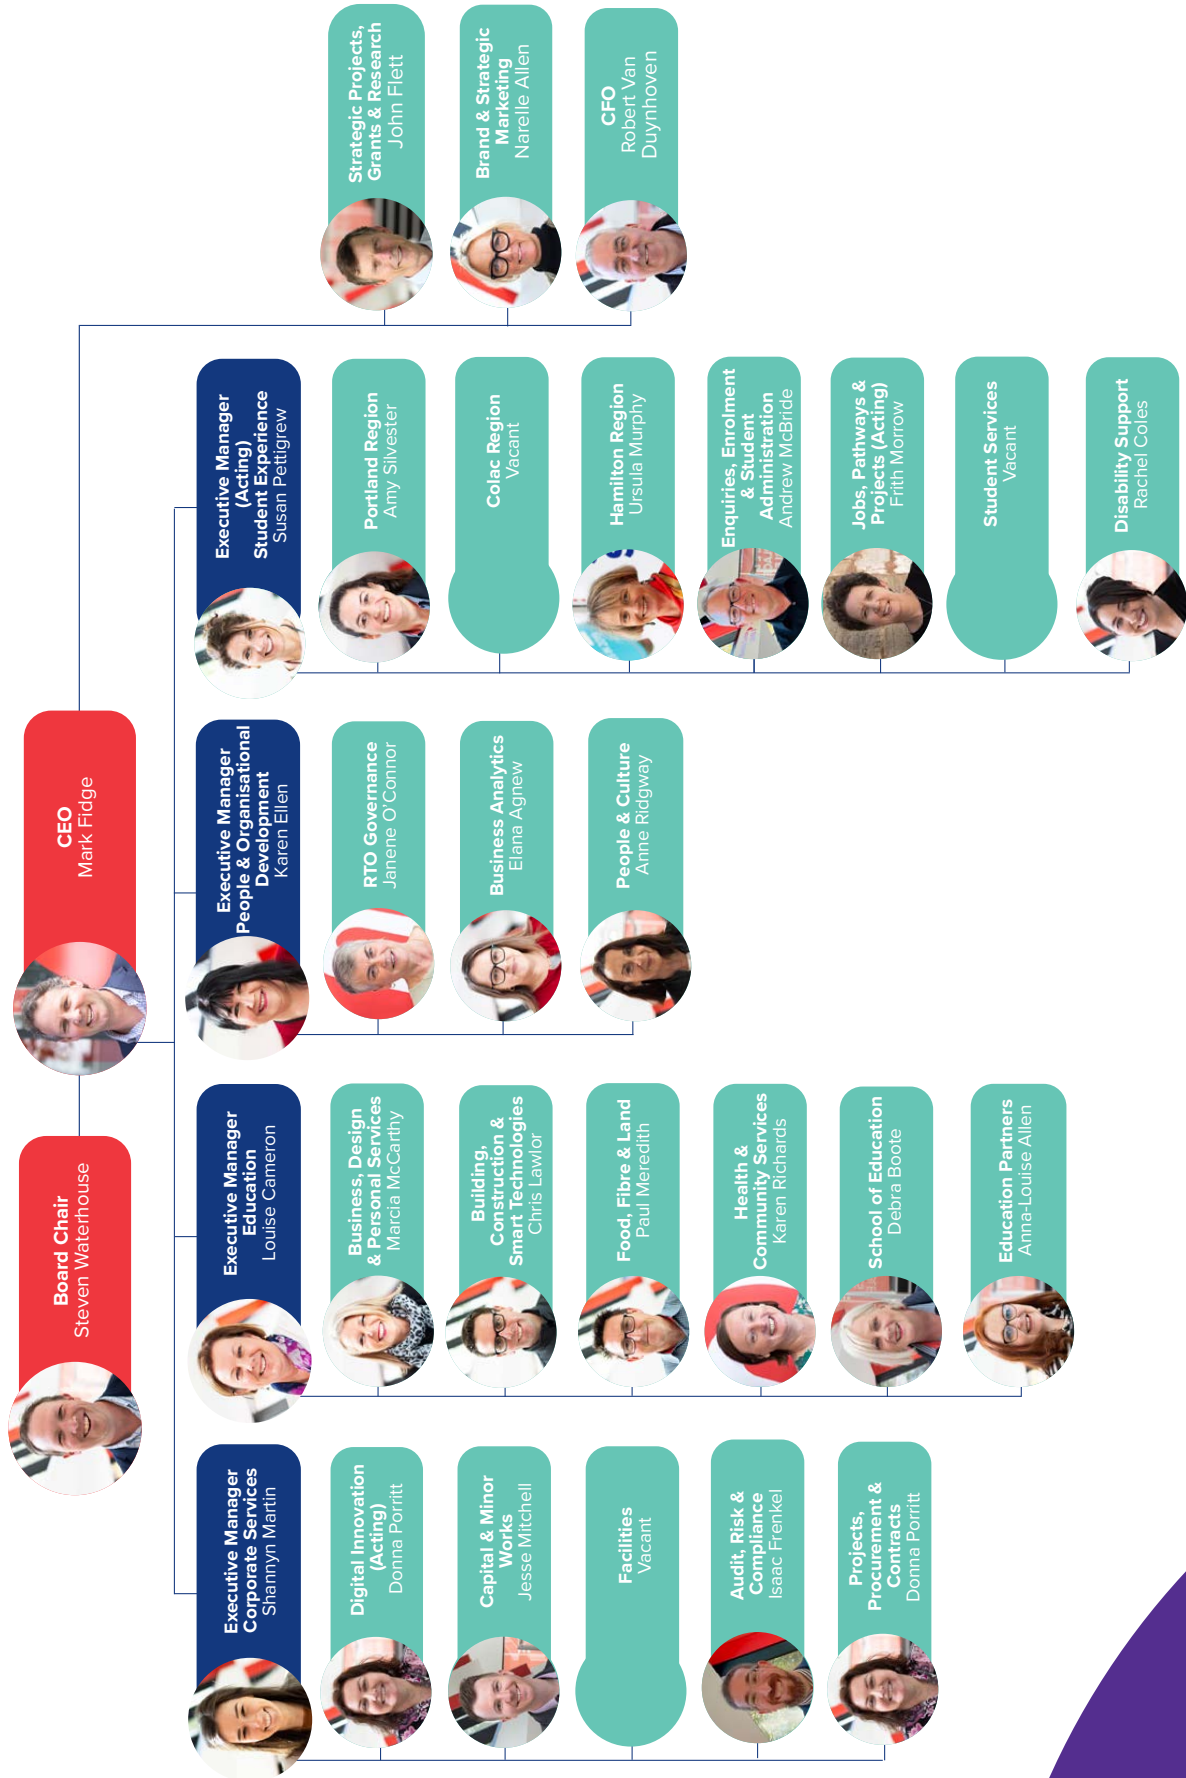 Board Chair
Steven Waterhouse
CEO
Mark Fidge
Executive Manager
Corporate Services
Shannyn Martin
Digital Innovation
(Acting)
Donna Porritt
Capital & Minor
Works
Jesse Mitchell
Facilities
Vacant
Audit, Risk &
Compliance
Isaac Frenkel
Projects,
Procurement &
Contracts
Donna Porritt
Executive Manager
Education
Louise Cameron
Business, Design
& Personal Services
Marcia McCarthy
Building,
Construction &
Smart Technologies
Chris Lawlor
Food, Fibre & Land
Paul Meredith
Health &
Community Services
Karen Richards
School of Education
Debra Boote
Education Partners
Anna-Louise Allen
Executive Manager
People & Organisational
Development
Karen Ellen
RTO Governance
Janene O'Connor
Business Analytics
Elana Agnew
People & Culture
Anne Ridgway
Executive Manager
(Acting)
Student Experience
Susan Pettigrew
Portland Region
Amy Silvester
Colac Region
Vacant
Hamilton Region
Ursula Murphy
Enquiries, Enrolment
& Student
Administration
Andrew McBride
Jobs, Pathways &
Projects (Acting)
Frith Morrow
Student Services
Vacant
Disability Support
Rachel Coles
Strategic Projects,
Grants & Research
John Flett
Brand & Strategic
Marketing
Narelle Allen
CFO
Robert Van
Duynhoven